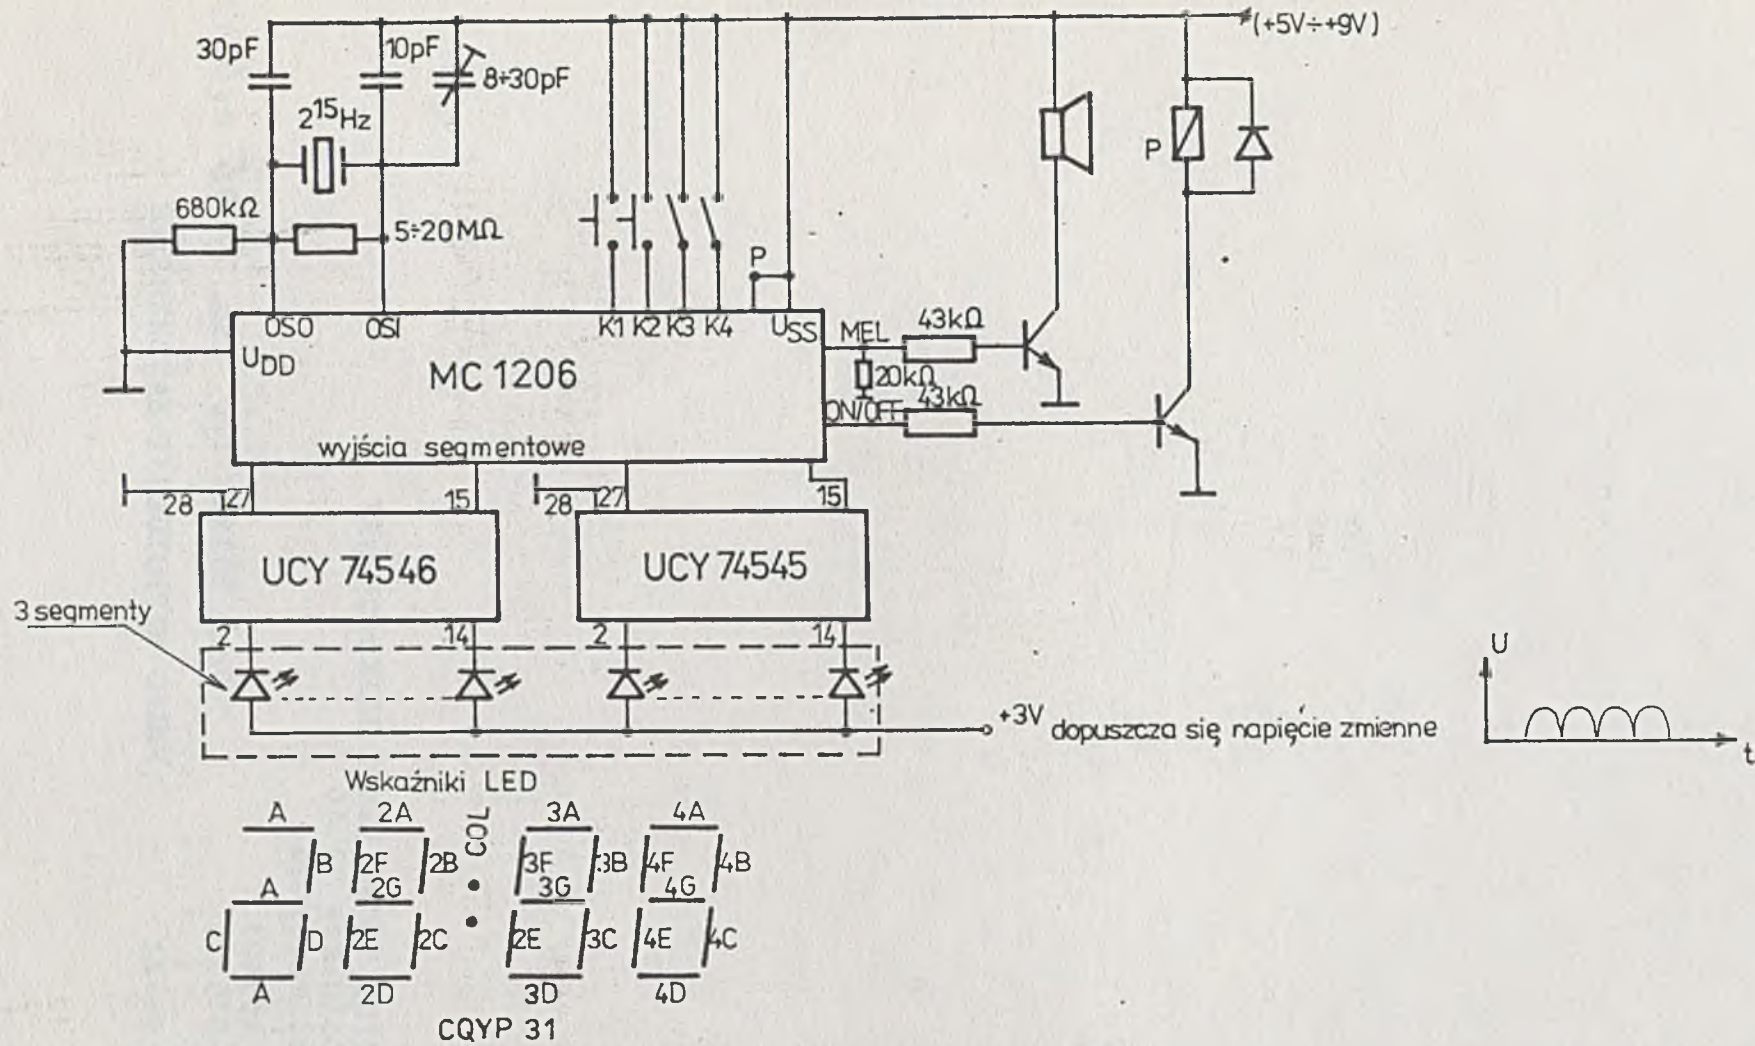 30pF
10pF
8÷30pF
(+5V÷+9V)
2¹⁵Hz
P
680kΩ
5÷20MΩ
P
OSO
OSI
K1
K2
K3
K4
U_SS
MEL
43kΩ
U_DD
MC 1206
20kΩ
ON/OFF
43kΩ
wyjścia segmentowe
28
27
15
28
27
15
UCY 74546
UCY 74545
3 segmenty
2
14
2
14
U
+3V dopuszcza się napięcie zmienne
t
Wskaźniki LED
A
2A
COL
3A
4A
B
2F
2B
3F
3B
4F
4B
A
2G
3G
4G
C
D
2E
2C
2E
3C
4E
4C
A
2D
3D
4D
CQYP 31